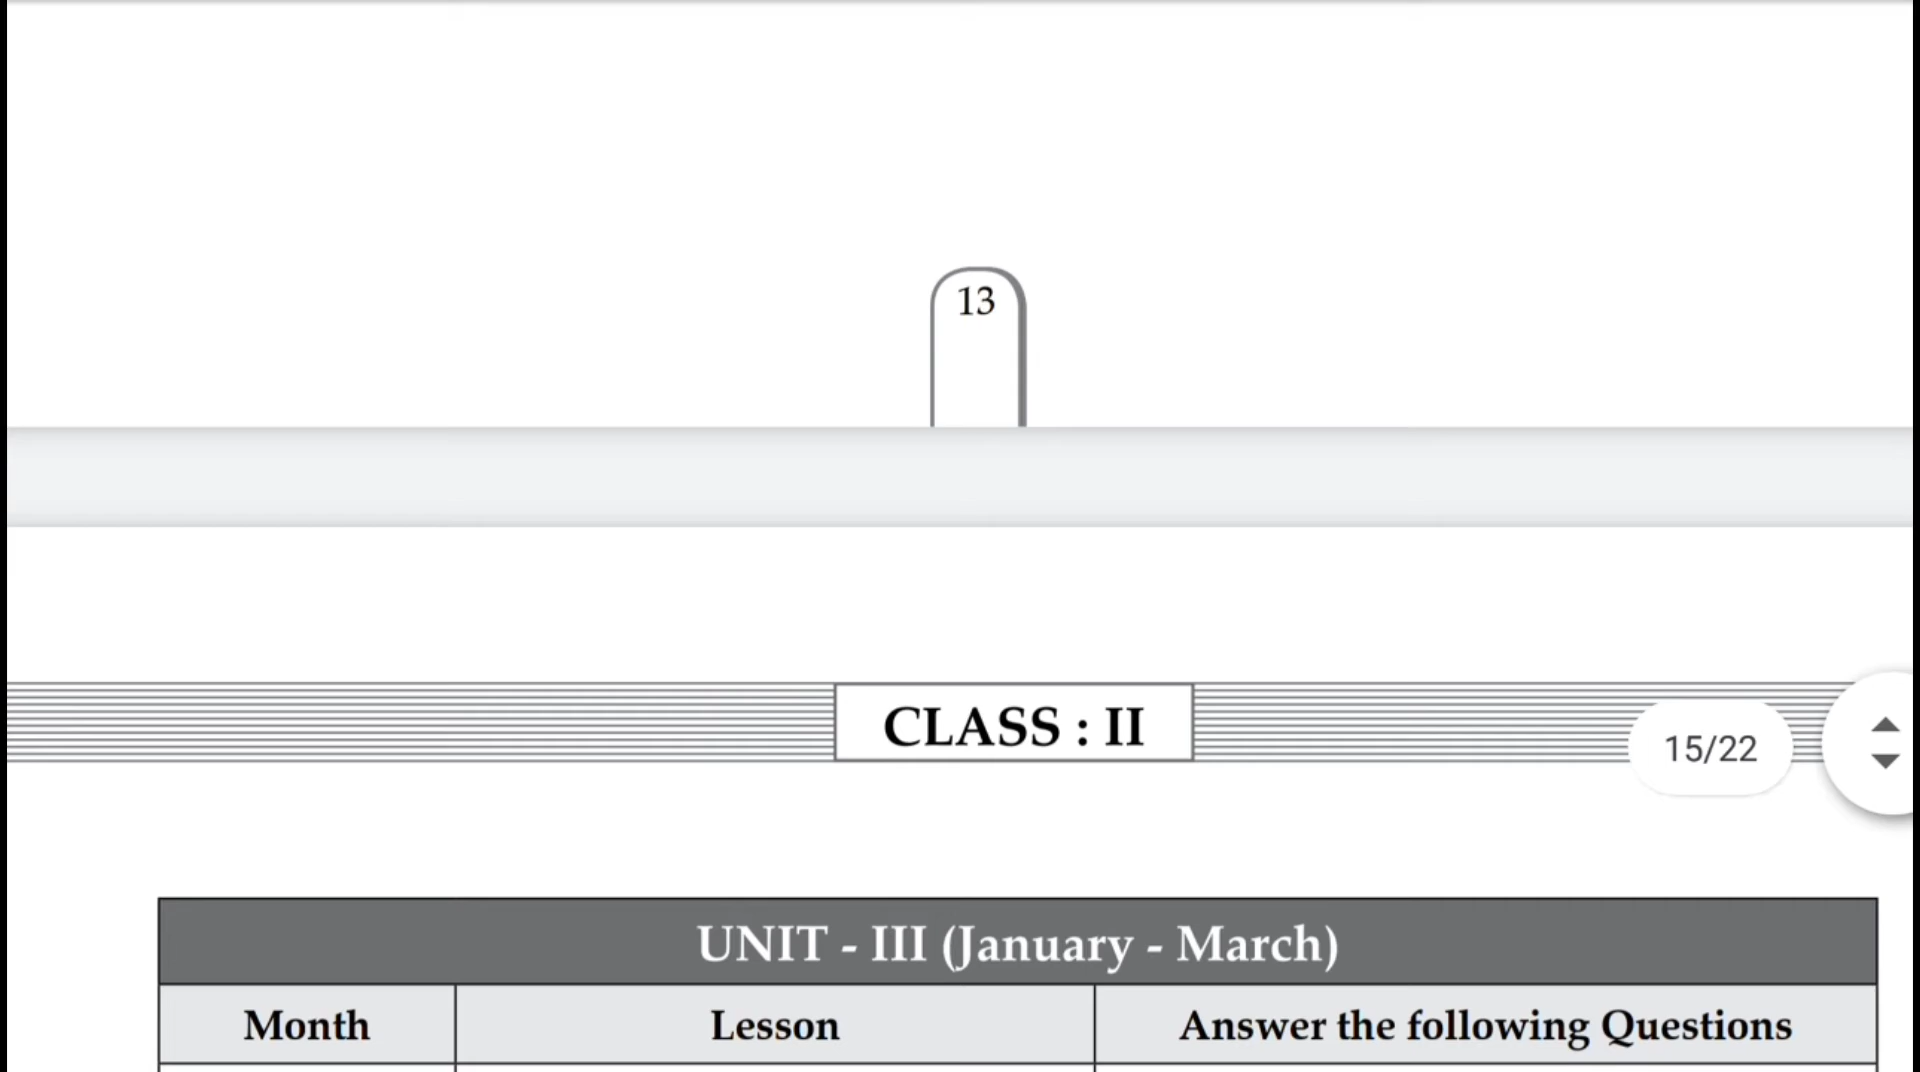 13
CLASS : II
15/22
UNIT - III (January - March)
Month Lesson Answer the following Questions